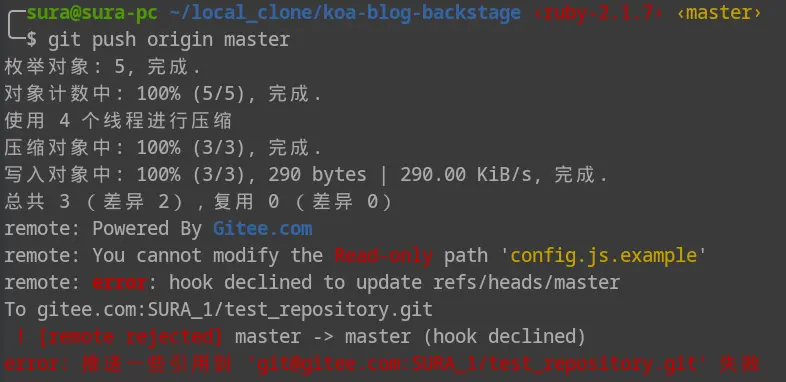 sura@sura-pc ~/local_clone/koa-blog-backstage ‹ruby-2.1.7› ‹master›
$ git push origin master
枚举对象: 5, 完成.
对象计数中: 100% (5/5), 完成.
使用 4 个线程进行压缩
压缩对象中: 100% (3/3), 完成.
写入对象中: 100% (3/3), 290 bytes | 290.00 KiB/s, 完成.
总共 3 （差异 2）,复用 0 （差异 0）
remote: Powered By Gitee.com
remote: You cannot modify the Read-only path 'config.js.example'
remote: error: hook declined to update refs/heads/master
To gitee.com:SURA_1/test_repository.git
! [remote rejected] master -> master (hook declined)
error: 推送一些引用到 'git@gitee.com:SURA_1/test_repository.git' 失败